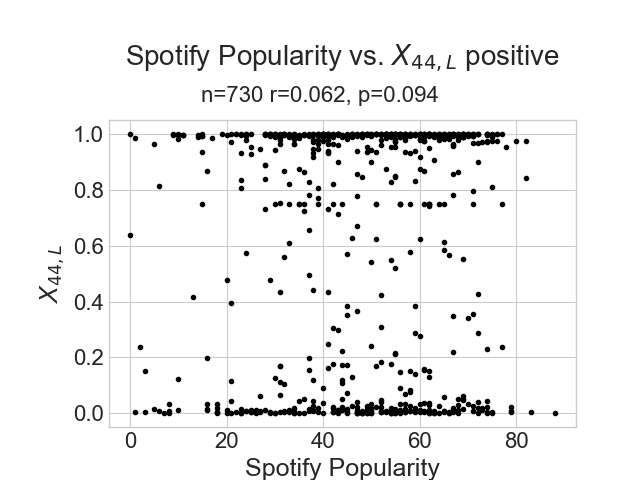 Spotify Popularity vs. X44, L positive
n=730 r=0.062, p=0.094
X44, L
1.0
0.8
0.6
0.4
0.2
0.0
0 20 40 60 80
Spotify Popularity